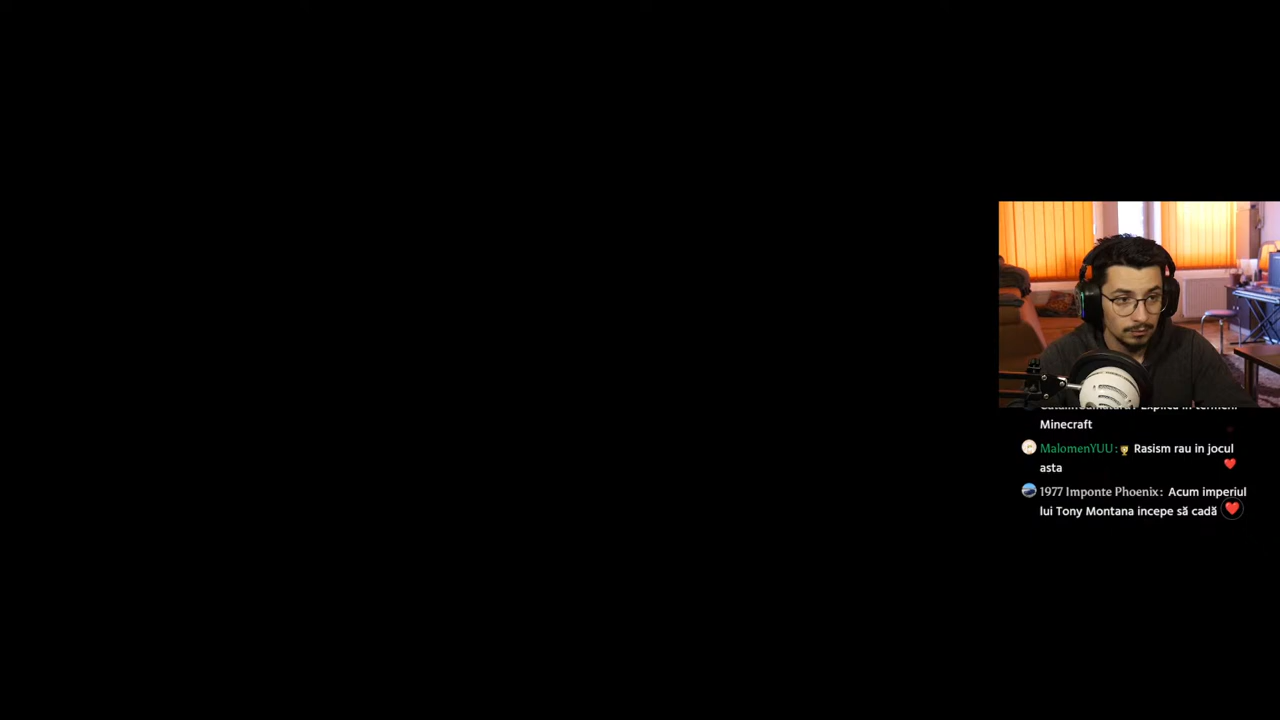 Minecraft
MalomenYUU: Rasism rau in jocul
asta
1977 Imponte Phoenix: Acum imperiul
lui Tony Montana incepe să cadă